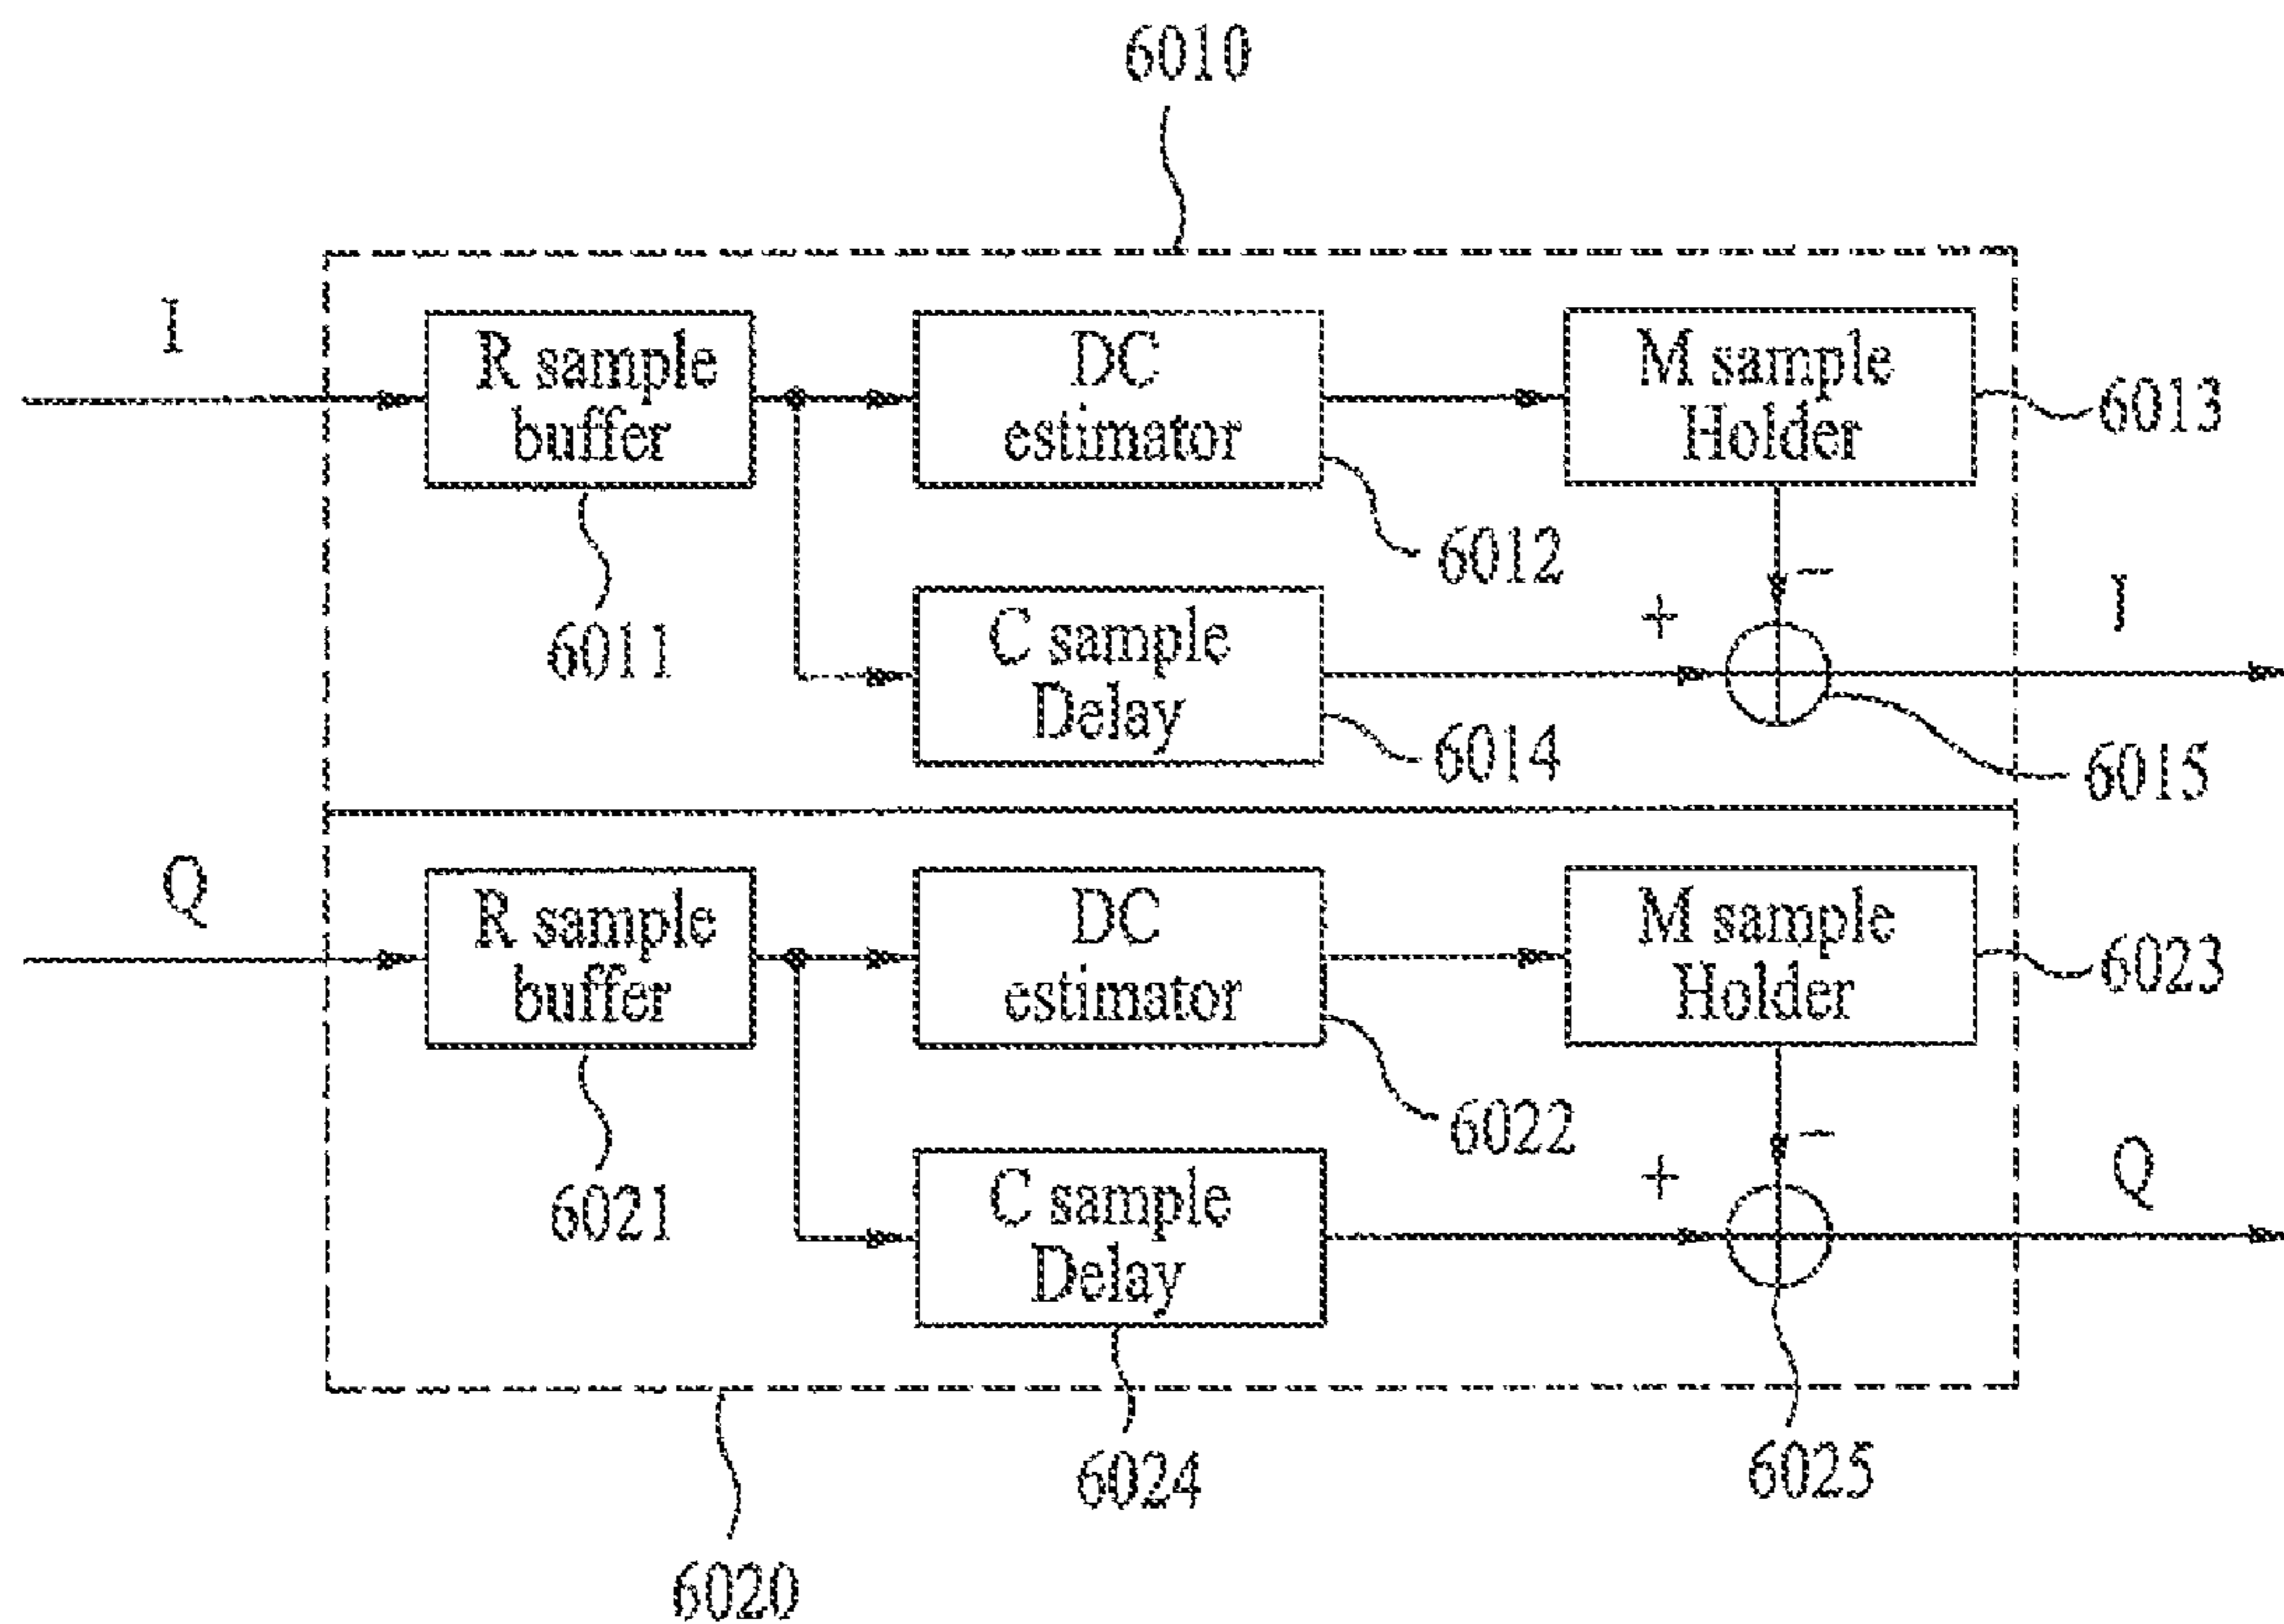 6010
I
R sample
buffer
DC
estimator
M sample
Holder
6013
6012
6011
C sample
Delay
+
−
I
6014
6015
Q
R sample
buffer
DC
estimator
M sample
Holder
6023
6022
6021
C sample
Delay
+
−
Q
6024
6025
6020